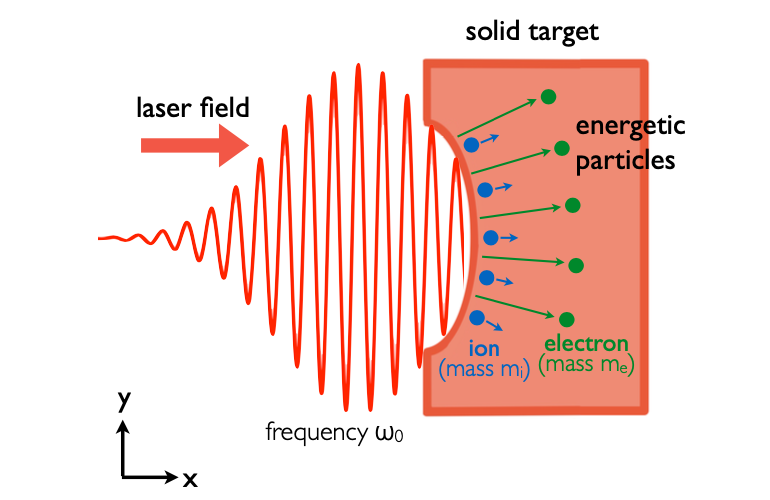 solid target
laser field
energetic
particles
ion
(mass mᵢ)
electron
(mass mₑ)
frequency ω₀
y
x